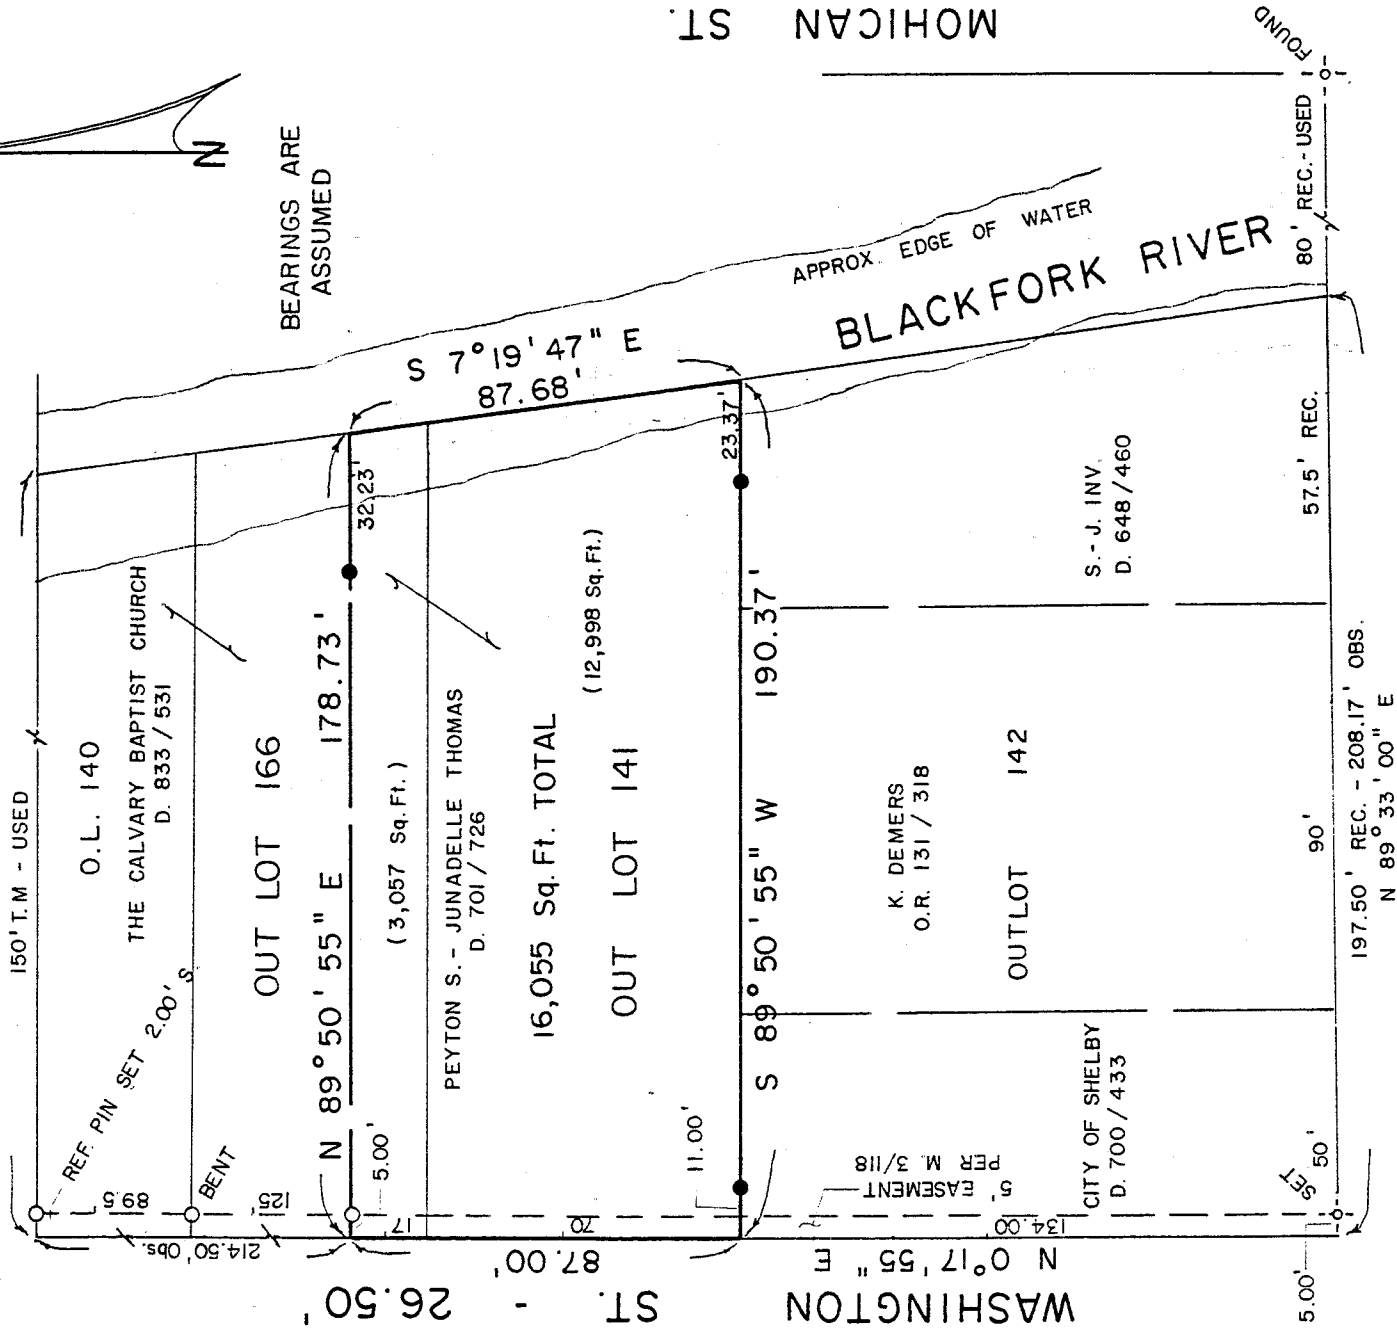 MOHICAN ST.
FOUND
N
BEARINGS ARE
ASSUMED
80' REC.-USED
APPROX. EDGE OF WATER
BLACKFORK RIVER
S 7°19'47" E
87.68'
150' T.M - USED
O.L. 140
THE CALVARY BAPTIST CHURCH
D. 833 / 531
REF. PIN SET 2.00' S
OUT LOT 166
BENT
89.5
125'
214.50' Obs.
N 89°50'55" E 178.73'
32.23'
5.00'
(3,057 Sq. Ft.)
17
PEYTON S. - JUNADELLE THOMAS
D. 701 / 726
16,055 Sq. Ft. TOTAL
(12,998 Sq. Ft.)
OUT LOT 141
23.37'
11.00'
70
87.00'
S 89°50'55" W 190.37'
K. DEMERS
O.R. 131 / 318
S.-J. INV.
D. 648/460
OUTLOT 142
5' EASEMENT
PER M. 3/118
CITY OF SHELBY
D. 700/433
134.00
N 0°17'55" E
WASHINGTON ST. - 26.50'
SET
5.00'
50'
90'
57.5' REC.
197.50' REC. - 208.17' OBS.
N 89°33'00" E